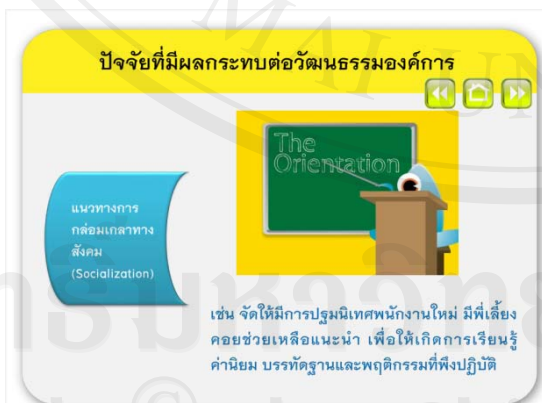 ปัจจัยที่มีผลกระทบต่อวัฒนธรรมองค์การ
The
Orientation
แนวทางการ
กล่อมเกลาทาง
สังคม
(Socialization)
เช่น จัดให้มีการปฐมนิเทศพนักงานใหม่ มีพี่เลี้ยง
คอยช่วยเหลือแนะนำ เพื่อให้เกิดการเรียนรู้
ค่านิยม บรรทัดฐานและพฤติกรรมที่พึงปฏิบัติ